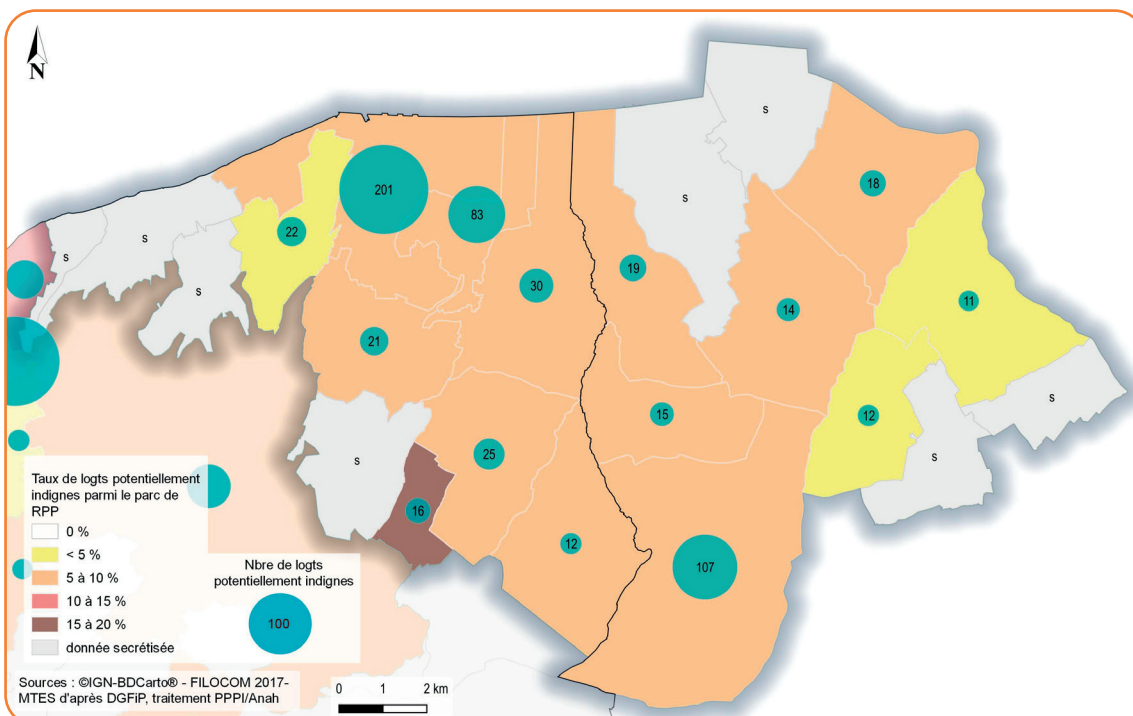 N
S
S
18
201
83
S
S
22
S
S
19
30
14
11
21
15
12
S
25
S
S
Taux de logts potentiellement
indignes parmi le parc de
RPP
0 %
< 5 %
5 à 10 %
10 à 15 %
15 à 20 %
donnée secrétisée
16
12
107
Nbre de logts
potentiellement indignes
100
Sources : ©IGN-BDCarto® - FILOCOM 2017-
MTES d'après DGFiP, traitement PPPI/Anah
0 1 2 km